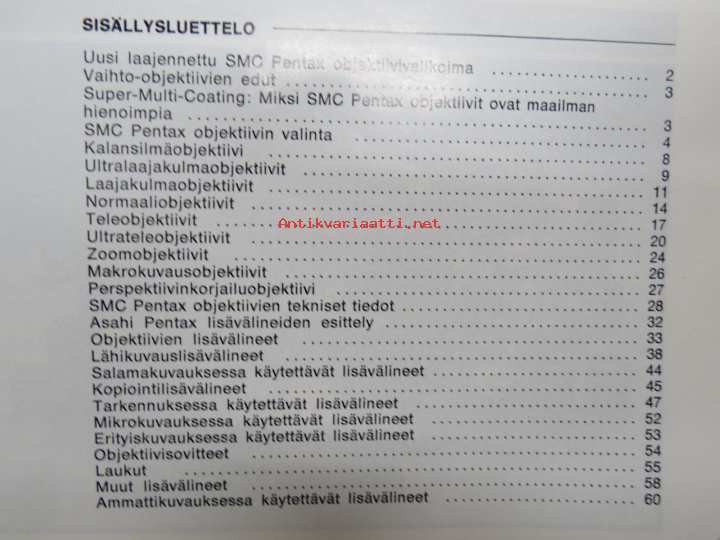 SISÄLLYSLUETTELO
Uusi laajennettu SMC Pentax objektiivivalikoima .................... 2
Vaihto-objektiivien edut .................... 3
Super-Multi-Coating: Miksi SMC Pentax objektiivit ovat maailman
hienoimpia .................... 3
SMC Pentax objektiivin valinta .................... 4
Kalansilmäobjektiivi .................... 8
Ultralaajakulmaobjektiivit .................... 9
Laajakulmaobjektiivit .................... 11
Normaaliobjektiivit .................... 14
Teleobjektiivit .................... 17
Antikvariaatti.net
Ultrateleobjektiivit .................... 20
Zoomobjektiivit .................... 24
Makrokuvausobjektiivit .................... 26
Perspektiivinkorjailuobjektiivi .................... 27
SMC Pentax objektiivien tekniset tiedot .................... 28
Asahi Pentax lisävälineiden esittely .................... 32
Objektiivien lisävälineet .................... 33
Lähikuvauslisävälineet .................... 38
Salamakuvauksessa käytettävät lisävälineet .................... 44
Kopiointilisävälineet .................... 45
Tarkennuksessa käytettävät lisävälineet .................... 47
Mikrokuvauksessa käytettävät lisävälineet .................... 52
Erityiskuvauksessa käytettävät lisävälineet .................... 53
Objektiivisovitteet .................... 54
Laukut .................... 55
Muut lisävälineet .................... 58
Ammattikuvauksessa käytettävät lisävälineet .................... 60